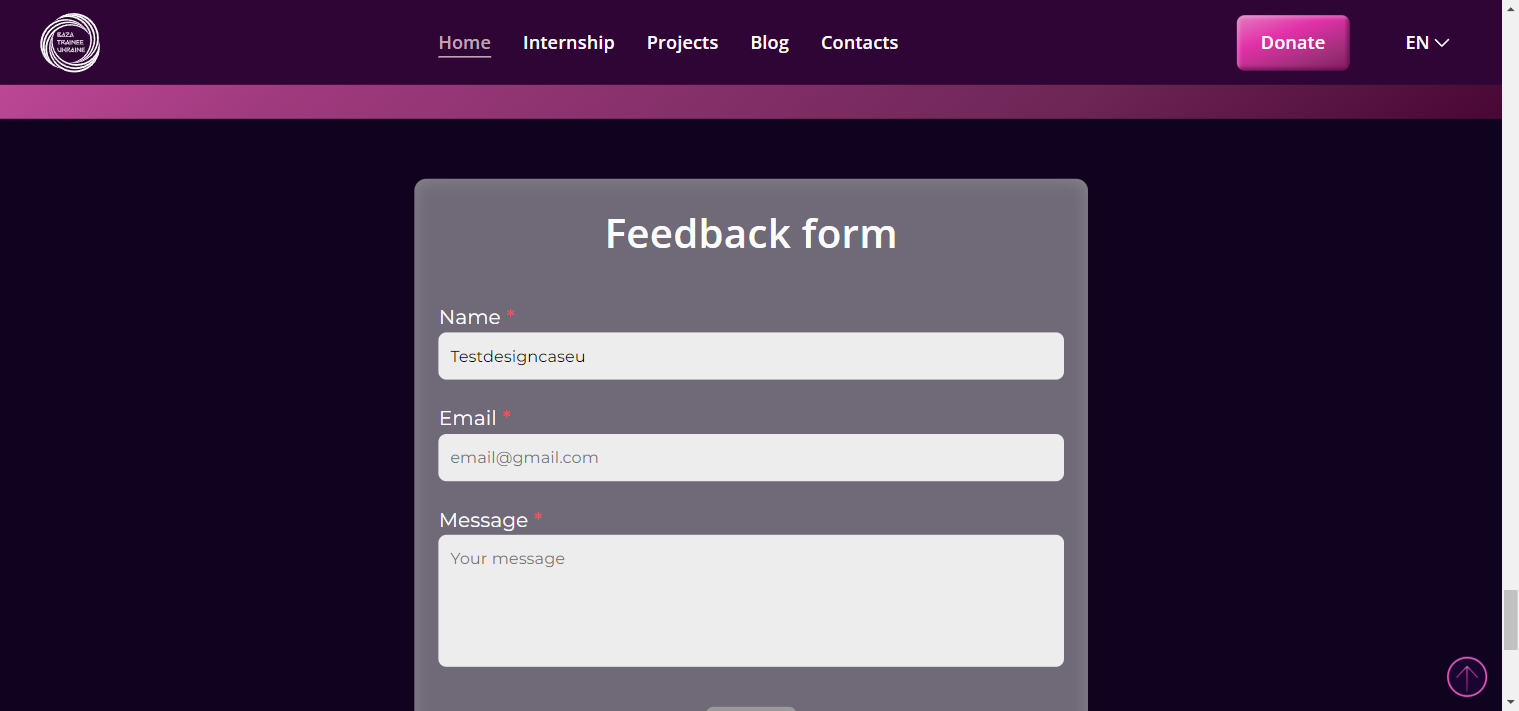 BAZA
TRAINEE
UKRAINE
Home Internship Projects Blog Contacts Donate EN
Feedback form
Name *
Testdesigncaseu
Email *
email@gmail.com
Message *
Your message